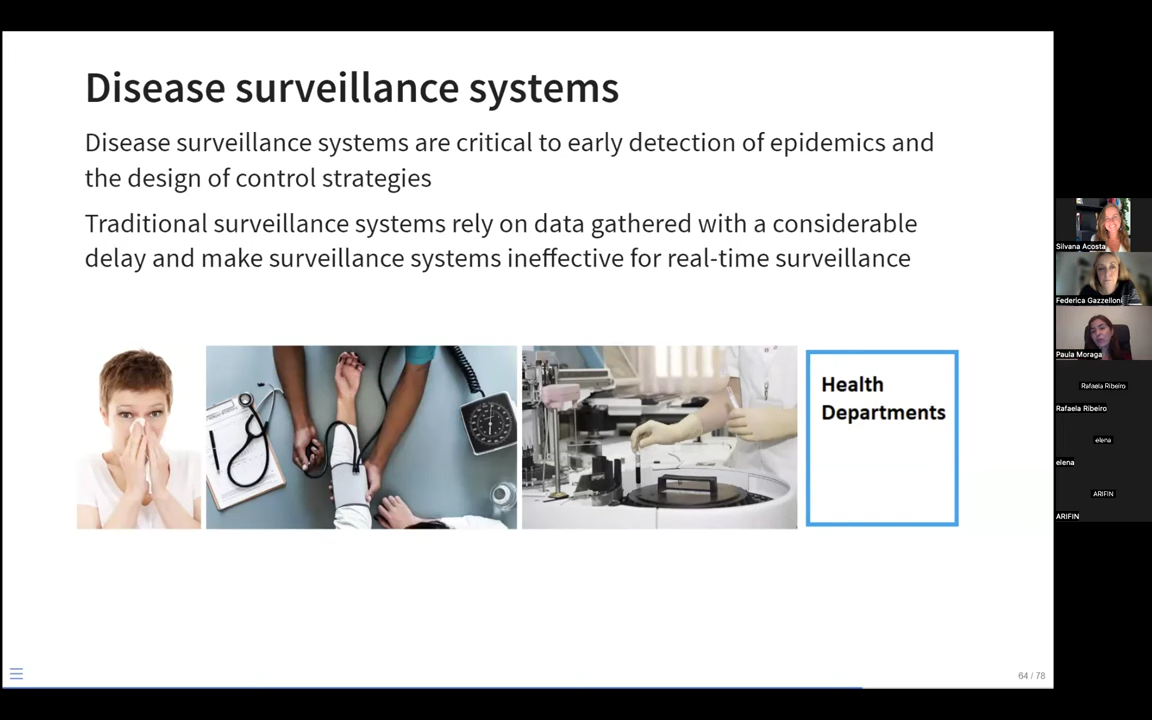 Disease surveillance systems
Disease surveillance systems are critical to early detection of epidemics and
the design of control strategies
Traditional surveillance systems rely on data gathered with a considerable
delay and make surveillance systems ineffective for real-time surveillance
Health
Departments
64 / 78
Silvana Acosta
Federica Gazzelloni
Paula Moraga
Rafaela Ribeiro
Rafaela Ribeiro
elena
elena
ARIFIN
ARIFIN